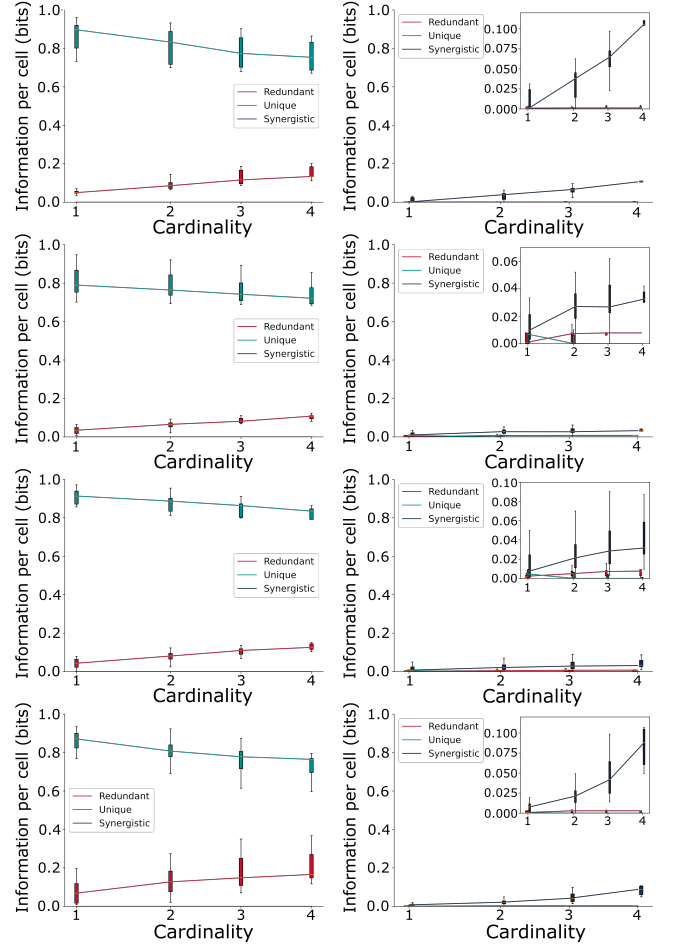 Information per cell (bits)
1.0
0.8
0.6
0.4
0.2
0.0
Redundant
Unique
Synergistic
1 2 3 4
Cardinality
Information per cell (bits)
1.0
0.8
0.6
0.4
0.2
0.0
Redundant
Unique
Synergistic
0.100
0.075
0.050
0.025
0.000
1 2 3 4
1 2 3 4
Cardinality
Information per cell (bits)
1.0
0.8
0.6
0.4
0.2
0.0
Redundant
Unique
Synergistic
1 2 3 4
Cardinality
Information per cell (bits)
1.0
0.8
0.6
0.4
0.2
0.0
Redundant
Unique
Synergistic
0.06
0.04
0.02
0.00
1 2 3 4
1 2 3 4
Cardinality
Information per cell (bits)
1.0
0.8
0.6
0.4
0.2
0.0
Redundant
Unique
Synergistic
1 2 3 4
Cardinality
Information per cell (bits)
1.0
0.8
0.6
0.4
0.2
0.0
Redundant
Unique
Synergistic
0.10
0.08
0.06
0.04
0.02
0.00
1 2 3 4
1 2 3 4
Cardinality
Information per cell (bits)
1.0
0.8
0.6
0.4
0.2
0.0
Redundant
Unique
Synergistic
1 2 3 4
Cardinality
Information per cell (bits)
1.0
0.8
0.6
0.4
0.2
0.0
Redundant
Unique
Synergistic
0.100
0.075
0.050
0.025
0.000
1 2 3 4
1 2 3 4
Cardinality